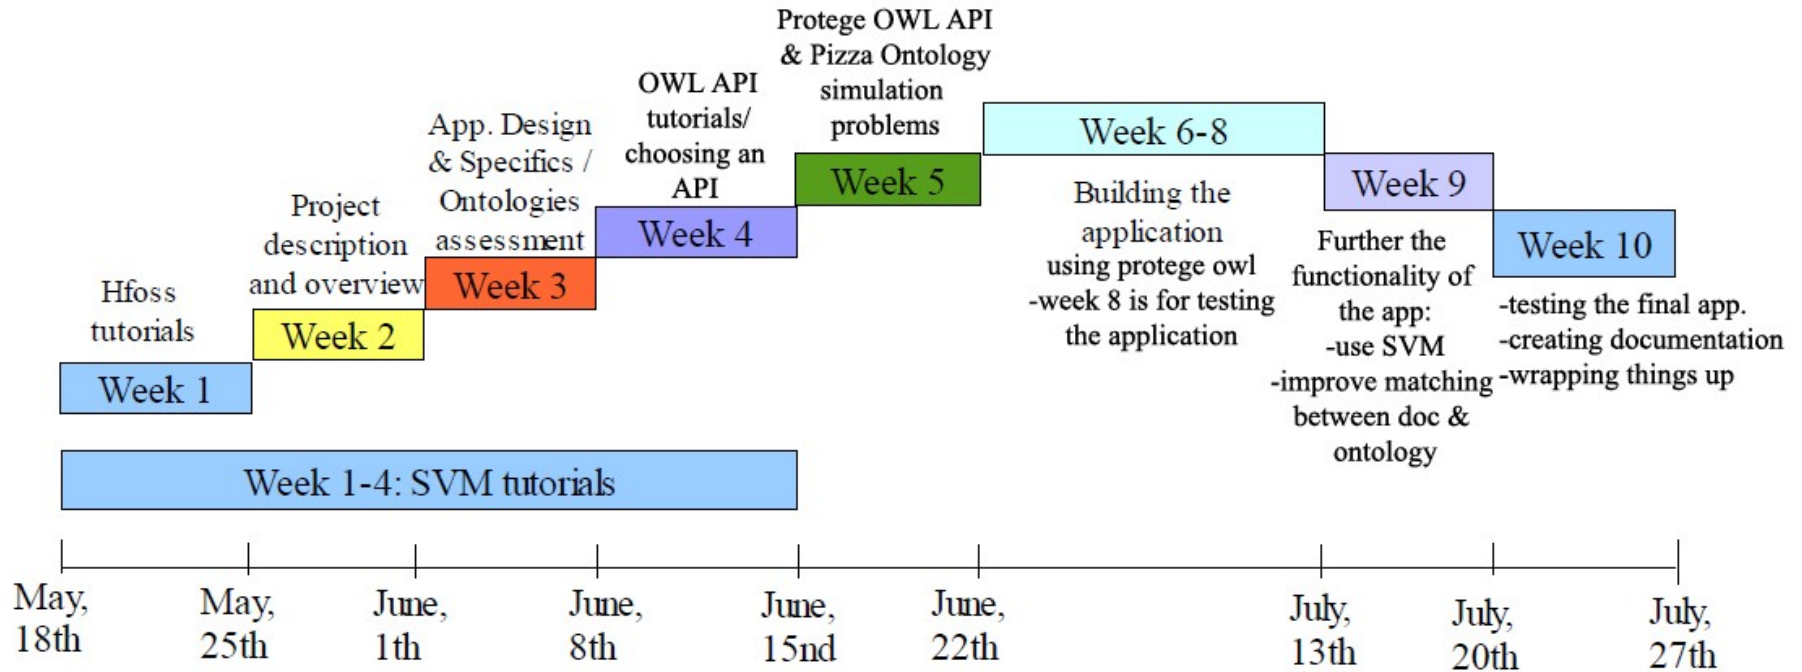 Hfoss
tutorials
Week 1
Project
description
and overview
Week 2
App. Design
& Specifics /
Ontologies
assessment
Week 3
OWL API
tutorials/
choosing an
API
Week 4
Protege OWL API
& Pizza Ontology
simulation
problems
Week 5
Week 6-8
Building the
application
using protege owl
-week 8 is for testing
the application
Week 9
Further the
functionality of
the app:
-use SVM
-improve matching
between doc &
ontology
Week 10
-testing the final app.
-creating documentation
-wrapping things up
Week 1-4: SVM tutorials
May,
18th
May,
25th
June,
1th
June,
8th
June,
15nd
June,
22th
July,
13th
July,
20th
July,
27th